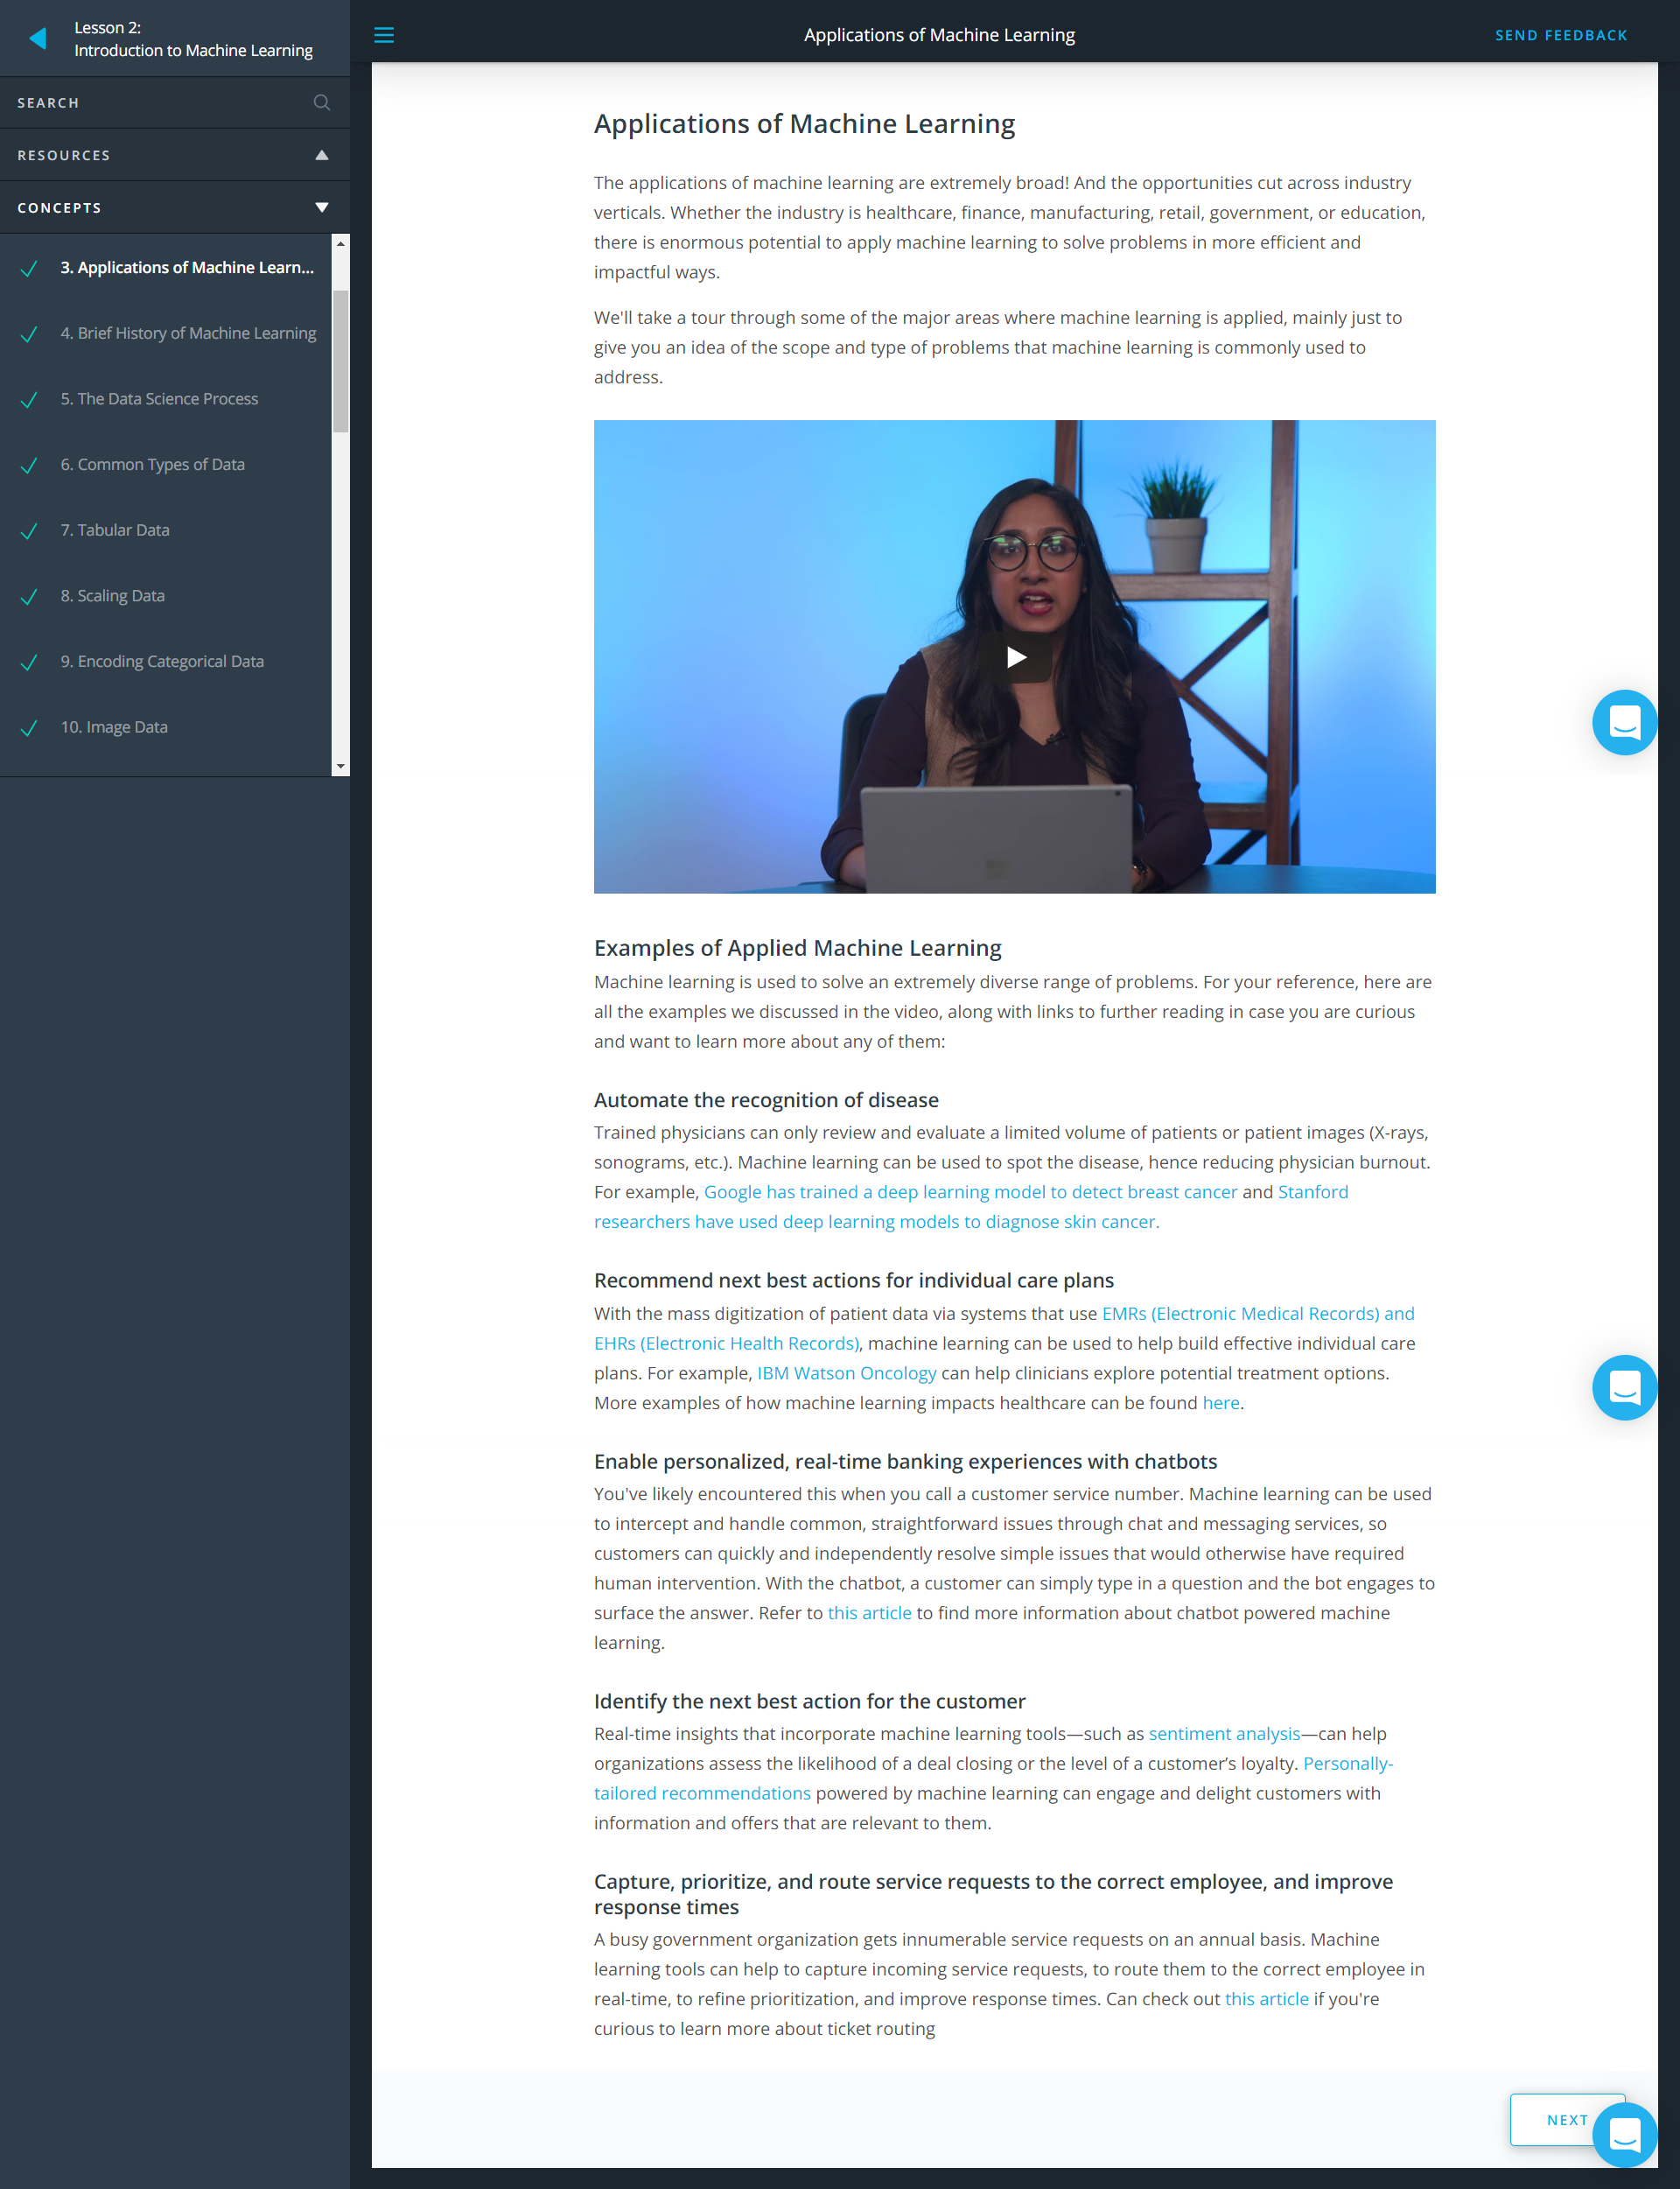 Lesson 2:
Introduction to Machine Learning
SEARCH
RESOURCES
CONCEPTS
3. Applications of Machine Learn...
4. Brief History of Machine Learning
5. The Data Science Process
6. Common Types of Data
7. Tabular Data
8. Scaling Data
9. Encoding Categorical Data
10. Image Data
Applications of Machine Learning
SEND FEEDBACK
Applications of Machine Learning
The applications of machine learning are extremely broad! And the opportunities cut across industry
verticals. Whether the industry is healthcare, finance, manufacturing, retail, government, or education,
there is enormous potential to apply machine learning to solve problems in more efficient and
impactful ways.
We'll take a tour through some of the major areas where machine learning is applied, mainly just to
give you an idea of the scope and type of problems that machine learning is commonly used to
address.
Examples of Applied Machine Learning
Machine learning is used to solve an extremely diverse range of problems. For your reference, here are
all the examples we discussed in the video, along with links to further reading in case you are curious
and want to learn more about any of them:
Automate the recognition of disease
Trained physicians can only review and evaluate a limited volume of patients or patient images (X-rays,
sonograms, etc.). Machine learning can be used to spot the disease, hence reducing physician burnout.
For example, Google has trained a deep learning model to detect breast cancer and Stanford
researchers have used deep learning models to diagnose skin cancer.
Recommend next best actions for individual care plans
With the mass digitization of patient data via systems that use EMRs (Electronic Medical Records) and
EHRs (Electronic Health Records), machine learning can be used to help build effective individual care
plans. For example, IBM Watson Oncology can help clinicians explore potential treatment options.
More examples of how machine learning impacts healthcare can be found here.
Enable personalized, real-time banking experiences with chatbots
You've likely encountered this when you call a customer service number. Machine learning can be used
to intercept and handle common, straightforward issues through chat and messaging services, so
customers can quickly and independently resolve simple issues that would otherwise have required
human intervention. With the chatbot, a customer can simply type in a question and the bot engages to
surface the answer. Refer to this article to find more information about chatbot powered machine
learning.
Identify the next best action for the customer
Real-time insights that incorporate machine learning tools—such as sentiment analysis—can help
organizations assess the likelihood of a deal closing or the level of a customer’s loyalty. Personally-
tailored recommendations powered by machine learning can engage and delight customers with
information and offers that are relevant to them.
Capture, prioritize, and route service requests to the correct employee, and improve
response times
A busy government organization gets innumerable service requests on an annual basis. Machine
learning tools can help to capture incoming service requests, to route them to the correct employee in
real-time, to refine prioritization, and improve response times. Can check out this article if you're
curious to learn more about ticket routing
NEXT